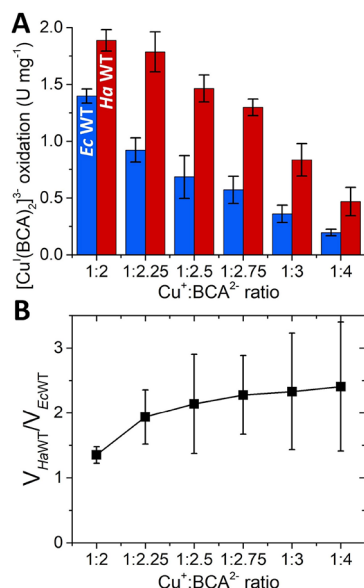 A
[Cuᴵ(BCA)₂]³⁻ oxidation (U mg⁻¹)
2.0
1.5
1.0
0.5
0.0
Ec WT
Ha WT
1:2 1:2.25 1:2.5 1:2.75 1:3 1:4
Cu⁺:BCA²⁻ ratio
B
V_HaWT/V_EcWT
3
2
1
0
1:2 1:2.25 1:2.5 1:2.75 1:3 1:4
Cu⁺:BCA²⁻ ratio